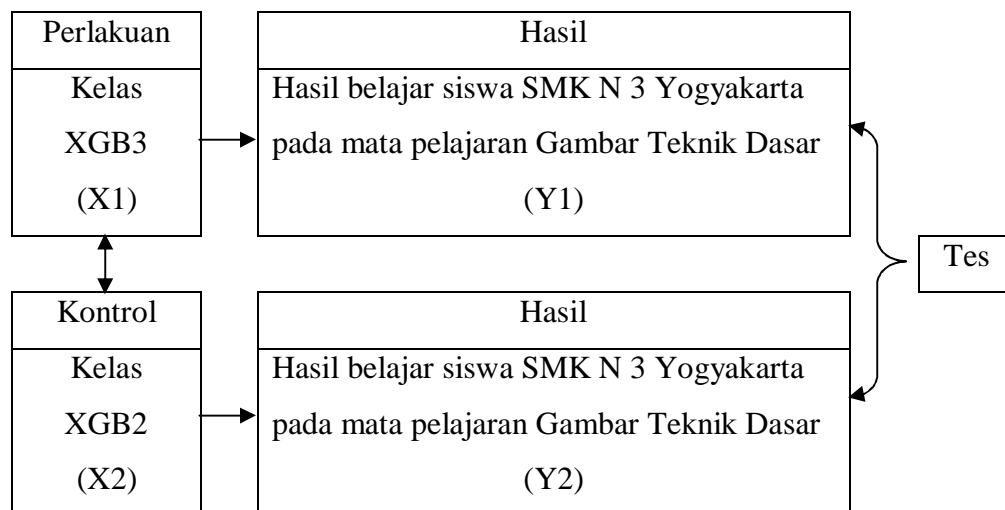 Perlakuan
Kelas
XGB3
(X1)
Hasil
Hasil belajar siswa SMK N 3 Yogyakarta
pada mata pelajaran Gambar Teknik Dasar
(Y1)
Tes
Kontrol
Kelas
XGB2
(X2)
Hasil
Hasil belajar siswa SMK N 3 Yogyakarta
pada mata pelajaran Gambar Teknik Dasar
(Y2)